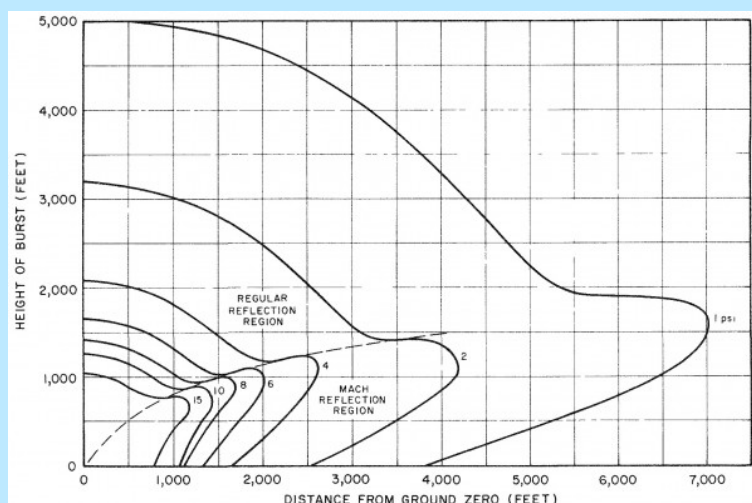 5,000
4,000
3,000
2,000
1,000
0
HEIGHT OF BURST (FEET)
REGULAR
REFLECTION
REGION
MACH
REFLECTION
REGION
15
10
8
6
4
2
1 psi
0 1,000 2,000 3,000 4,000 5,000 6,000 7,000
DISTANCE FROM GROUND ZERO (FEET)